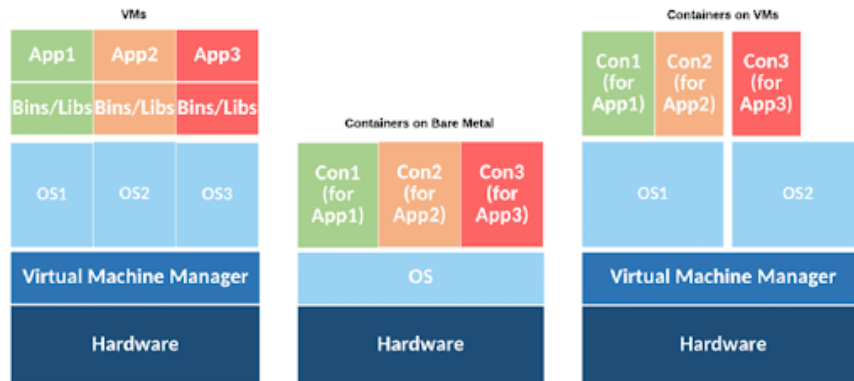 VMs
App1 App2 App3
Bins/Libs Bins/Libs Bins/Libs
OS1 OS2 OS3
Virtual Machine Manager
Hardware
Containers on Bare Metal
Con1 Con2 Con3
(for (for (for
App1) App2) App3)
OS
Hardware
Containers on VMs
Con1 Con2 Con3
(for (for (for
App1) App2) App3)
OS1 OS2
Virtual Machine Manager
Hardware